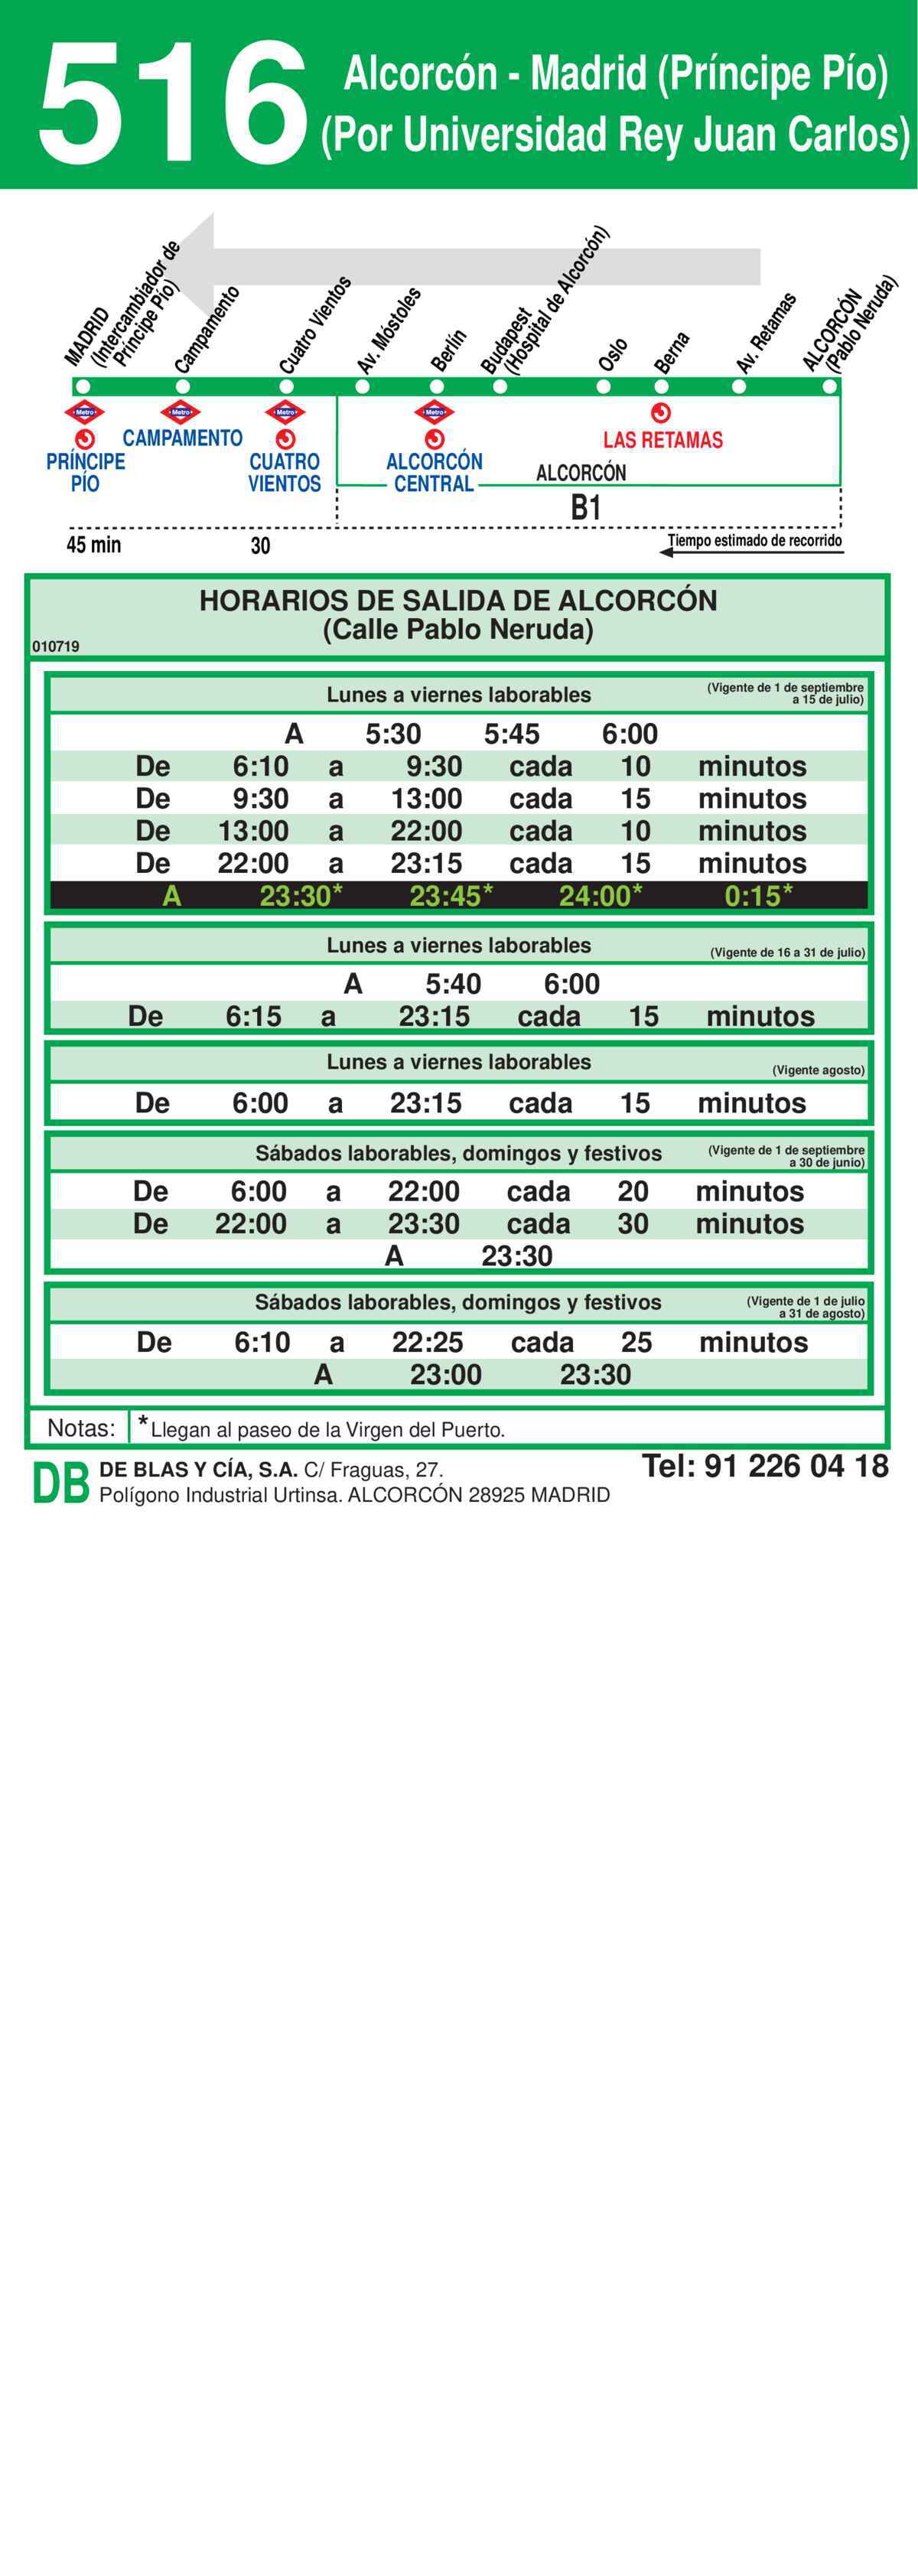 516
Alcorcón - Madrid (Príncipe Pío)
(Por Universidad Rey Juan Carlos)
MADRID
(Intercambiador de
Príncipe Pío)
Campamento
Cuatro Vientos
Av. Móstoles
Berlín
Budapest
(Hospital de Alcorcón)
Oslo
Berna
Av. Retamas
ALCORCÓN
(Pablo Neruda)
Metro
Metro
Metro
Metro
PRÍNCIPE
PÍO
CAMPAMENTO
CUATRO
VIENTOS
ALCORCÓN
CENTRAL
LAS RETAMAS
ALCORCÓN
B1
45 min
30
Tiempo estimado de recorrido
HORARIOS DE SALIDA DE ALCORCÓN
(Calle Pablo Neruda)
010719
Lunes a viernes laborables
(Vigente de 1 de septiembre
a 15 de julio)
A 5:30 5:45 6:00
De 6:10 a 9:30 cada 10 minutos
De 9:30 a 13:00 cada 15 minutos
De 13:00 a 22:00 cada 10 minutos
De 22:00 a 23:15 cada 15 minutos
A 23:30* 23:45* 24:00* 0:15*
Lunes a viernes laborables
(Vigente de 16 a 31 de julio)
A 5:40 6:00
De 6:15 a 23:15 cada 15 minutos
Lunes a viernes laborables
(Vigente agosto)
De 6:00 a 23:15 cada 15 minutos
Sábados laborables, domingos y festivos
(Vigente de 1 de septiembre
a 30 de junio)
De 6:00 a 22:00 cada 20 minutos
De 22:00 a 23:30 cada 30 minutos
A 23:30
Sábados laborables, domingos y festivos
(Vigente de 1 de julio
a 31 de agosto)
De 6:10 a 22:25 cada 25 minutos
A 23:00 23:30
Notas: * Llegan al paseo de la Virgen del Puerto.
DB
DE BLAS Y CÍA, S.A. C/ Fraguas, 27.
Polígono Industrial Urtinsa. ALCORCÓN 28925 MADRID
Tel: 91 226 04 18